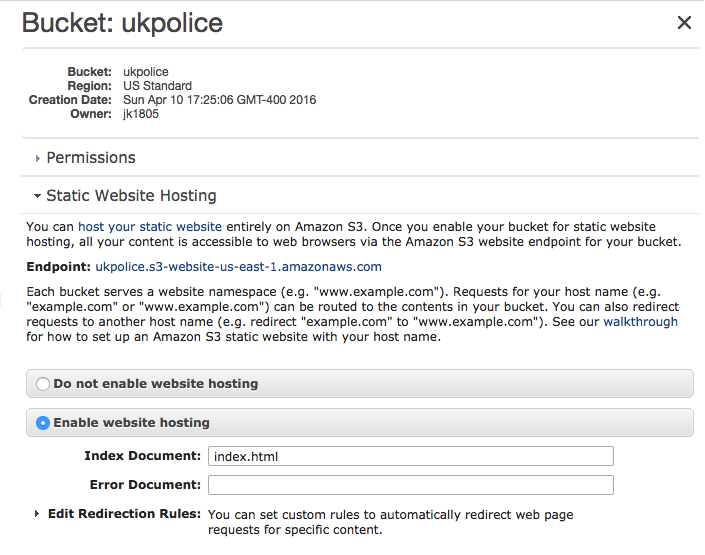 Bucket: ukpolice
Bucket: ukpolice
Region: US Standard
Creation Date: Sun Apr 10 17:25:06 GMT-400 2016
Owner: jk1805
Permissions
Static Website Hosting
You can host your static website entirely on Amazon S3. Once you enable your bucket for static website
hosting, all your content is accessible to web browsers via the Amazon S3 website endpoint for your bucket.
Endpoint: ukpolice.s3-website-us-east-1.amazonaws.com
Each bucket serves a website namespace (e.g. "www.example.com"). Requests for your host name (e.g.
"example.com" or "www.example.com") can be routed to the contents in your bucket. You can also redirect
requests to another host name (e.g. redirect "example.com" to "www.example.com"). See our walkthrough
for how to set up an Amazon S3 static website with your host name.
Do not enable website hosting
Enable website hosting
Index Document: index.html
Error Document:
Edit Redirection Rules: You can set custom rules to automatically redirect web page
requests for specific content.